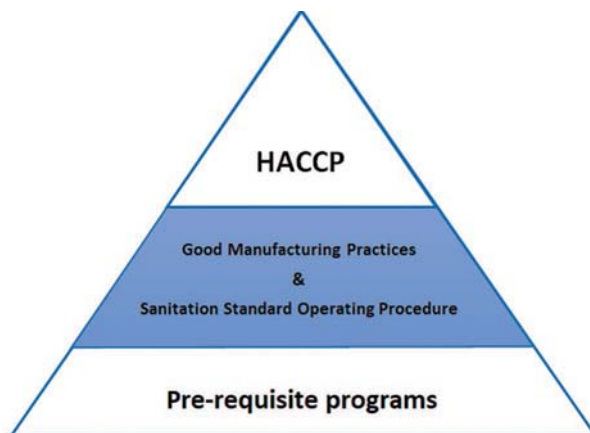 HACCP
Good Manufacturing Practices
&
Sanitation Standard Operating Procedure
Pre-requisite programs